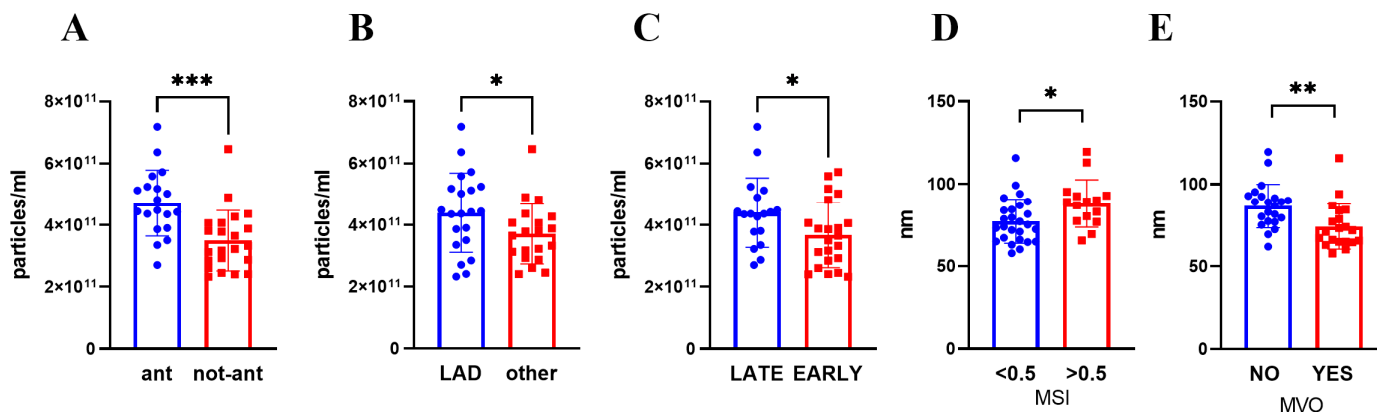 A
***
particles/ml
8×10¹¹
6×10¹¹
4×10¹¹
2×10¹¹
0
ant not-ant
B
*
particles/ml
8×10¹¹
6×10¹¹
4×10¹¹
2×10¹¹
0
LAD other
C
*
particles/ml
8×10¹¹
6×10¹¹
4×10¹¹
2×10¹¹
0
LATE EARLY
D
*
nm
150
100
50
0
<0.5 >0.5
MSI
E
**
nm
150
100
50
0
NO YES
MVO